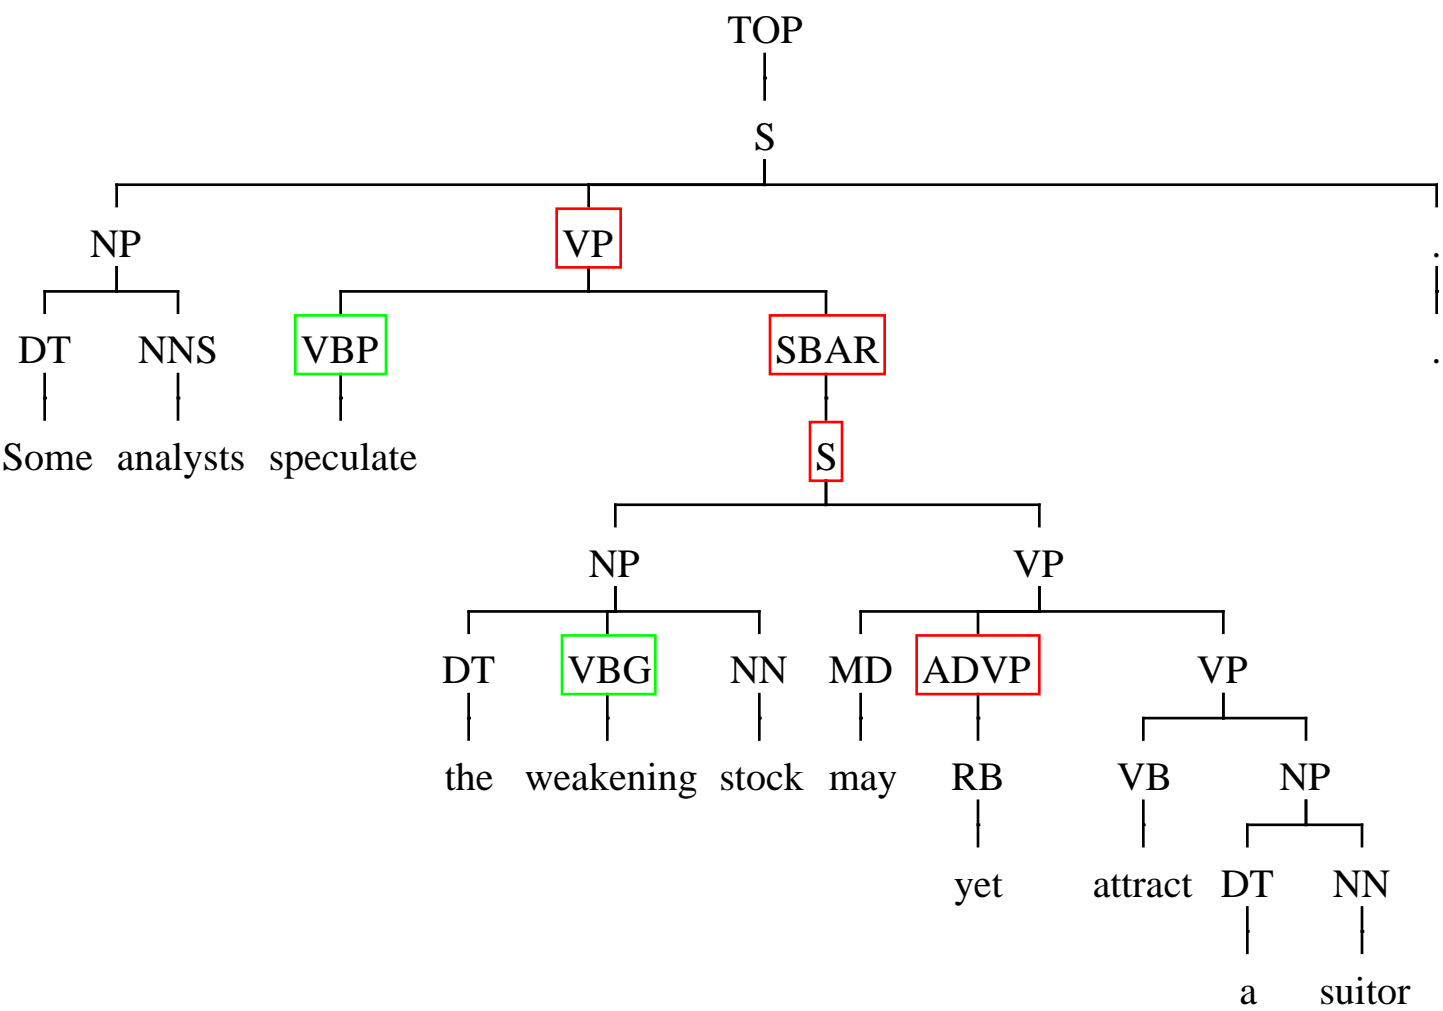 TOP
S
NP VP .
DT NNS VBP SBAR .
Some analysts speculate S
NP VP
DT VBG NN MD ADVP VP
the weakening stock may RB VB NP
yet attract DT NN
a suitor